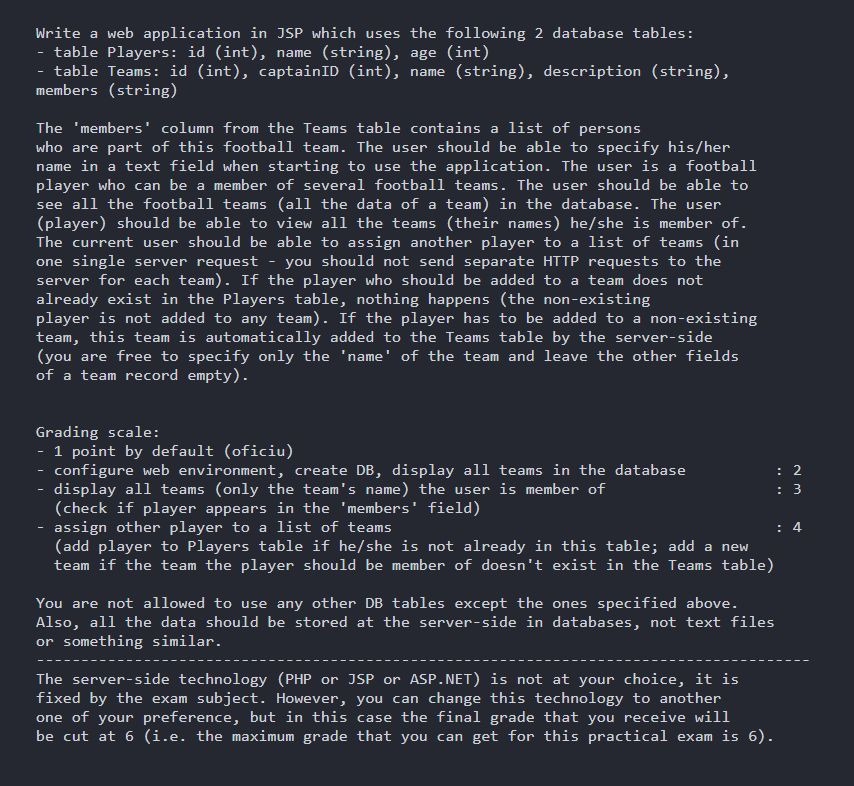 Write a web application in JSP which uses the following 2 database tables:
- table Players: id (int), name (string), age (int)
- table Teams: id (int), captainID (int), name (string), description (string),
members (string)
The 'members' column from the Teams table contains a list of persons
who are part of this football team. The user should be able to specify his/her
name in a text field when starting to use the application. The user is a football
player who can be a member of several football teams. The user should be able to
see all the football teams (all the data of a team) in the database. The user
(player) should be able to view all the teams (their names) he/she is member of.
The current user should be able to assign another player to a list of teams (in
one single server request - you should not send separate HTTP requests to the
server for each team). If the player who should be added to a team does not
already exist in the Players table, nothing happens (the non-existing
player is not added to any team). If the player has to be added to a non-existing
team, this team is automatically added to the Teams table by the server-side
(you are free to specify only the 'name' of the team and leave the other fields
of a team record empty).
Grading scale:
- 1 point by default (oficiu)
- configure web environment, create DB, display all teams in the database : 2
- display all teams (only the team's name) the user is member of : 3
(check if player appears in the 'members' field)
- assign other player to a list of teams : 4
(add player to Players table if he/she is not already in this table; add a new
team if the team the player should be member of doesn't exist in the Teams table)
You are not allowed to use any other DB tables except the ones specified above.
Also, all the data should be stored at the server-side in databases, not text files
or something similar.
--------------------------------------------------------------------------------------
The server-side technology (PHP or JSP or ASP.NET) is not at your choice, it is
fixed by the exam subject. However, you can change this technology to another
one of your preference, but in this case the final grade that you receive will
be cut at 6 (i.e. the maximum grade that you can get for this practical exam is 6).